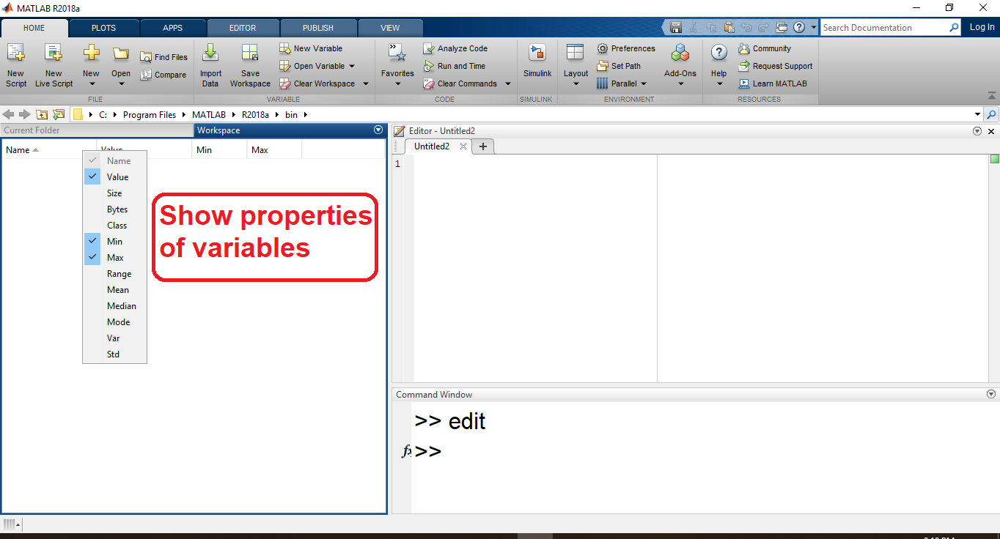 MATLAB R2018a
HOME PLOTS APPS EDITOR PUBLISH VIEW
Search Documentation
Log In
New Script
New Live Script
New
Open
Find Files
Compare
Import Data
Save Workspace
New Variable
Open Variable
Clear Workspace
Favorites
Analyze Code
Run and Time
Clear Commands
Simulink
Layout
Preferences
Set Path
Parallel
Add-Ons
Help
Community
Request Support
Learn MATLAB
FILE VARIABLE CODE SIMULINK ENVIRONMENT RESOURCES
C: Program Files MATLAB R2018a bin
Current Folder
Workspace
Name Value Min Max
Name
Value
Size
Bytes
Class
Min
Max
Range
Mean
Median
Mode
Var
Std
Show properties
of variables
Editor - Untitled2
Untitled2 +
1
Command Window
>> edit
fx >>